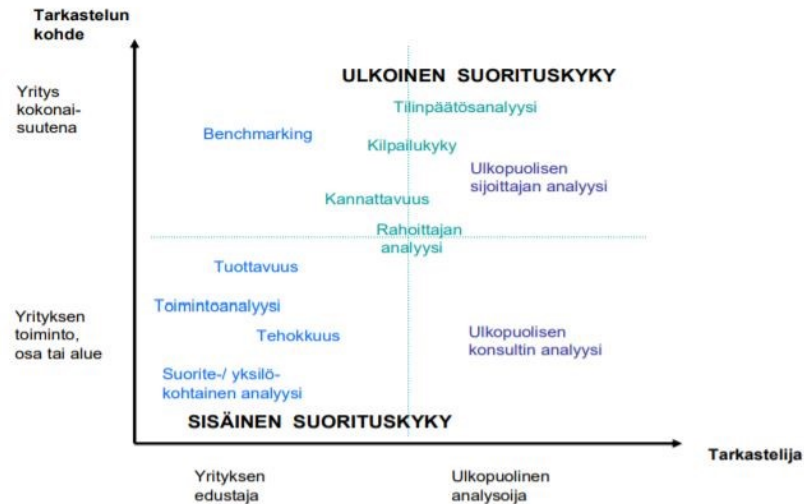 Tarkastelun
kohde
ULKOINEN SUORITUSKYKY
Yritys
kokonai-
suutena
Tilinpäätösanalyysi
Benchmarking
Kilpailukyky
Ulkopuolisen
sijoittajan analyysi
Kannattavuus
Rahoittajan
analyysi
Tuottavuus
Yrityksen
toiminto,
osa tai alue
Toimintoanalyysi
Tehokkuus
Ulkopuolisen
konsultin analyysi
Suorite-/ yksilö-
kohtainen analyysi
SISÄINEN SUORITUSKYKY
Tarkastelija
Yrityksen
edustaja
Ulkopuolinen
analysoija